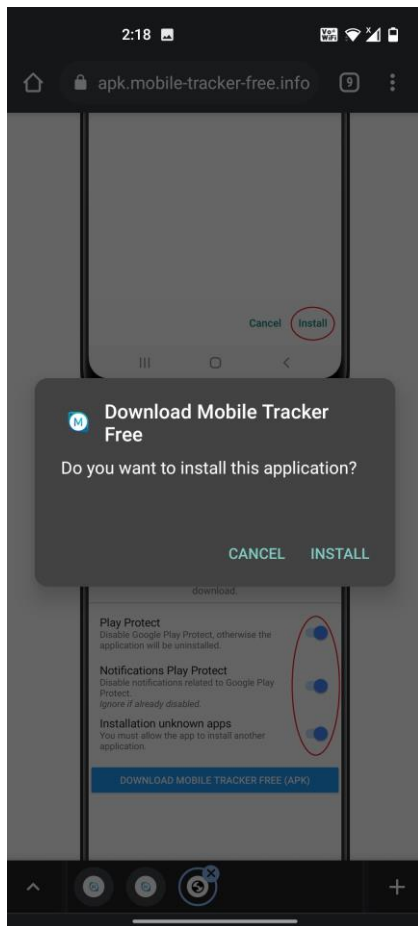 2:18
Vo»
WiFi
X
apk.mobile-tracker-free.info
9
Cancel Install
M
Download Mobile Tracker
Free
Do you want to install this application?
CANCEL INSTALL
download.
Play Protect
Disable Google Play Protect, otherwise the
application will be uninstalled.
Notifications Play Protect
Disable notifications related to Google Play
Protect.
Ignore if already disabled.
Installation unknown apps
You must allow the app to install another
application
DOWNLOAD MOBILE TRACKER FREE (APK)